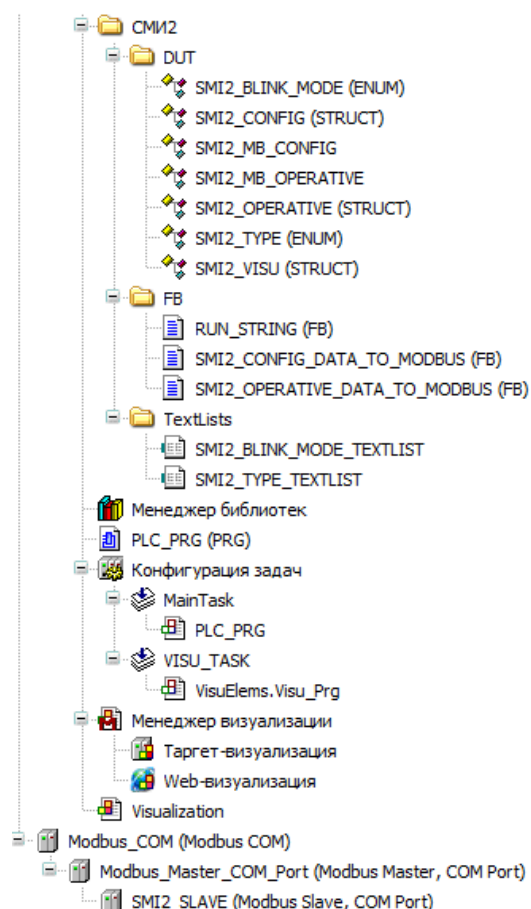 СМИ2
DUT
SMI2_BLINK_MODE (ENUM)
SMI2_CONFIG (STRUCT)
SMI2_MB_CONFIG
SMI2_MB_OPERATIVE
SMI2_OPERATIVE (STRUCT)
SMI2_TYPE (ENUM)
SMI2_VISU (STRUCT)
FB
RUN_STRING (FB)
SMI2_CONFIG_DATA_TO_MODBUS (FB)
SMI2_OPERATIVE_DATA_TO_MODBUS (FB)
TextLists
SMI2_BLINK_MODE_TEXTLIST
SMI2_TYPE_TEXTLIST
Менеджер библиотек
PLC_PRG (PRG)
Конфигурация задач
MainTask
PLC_PRG
VISU_TASK
VisuElems.Visu_Prg
Менеджер визуализации
Таргет-визуализация
Web-визуализация
Visualization
Modbus_COM (Modbus COM)
Modbus_Master_COM_Port (Modbus Master, COM Port)
SMI2_SLAVE (Modbus Slave, COM Port)